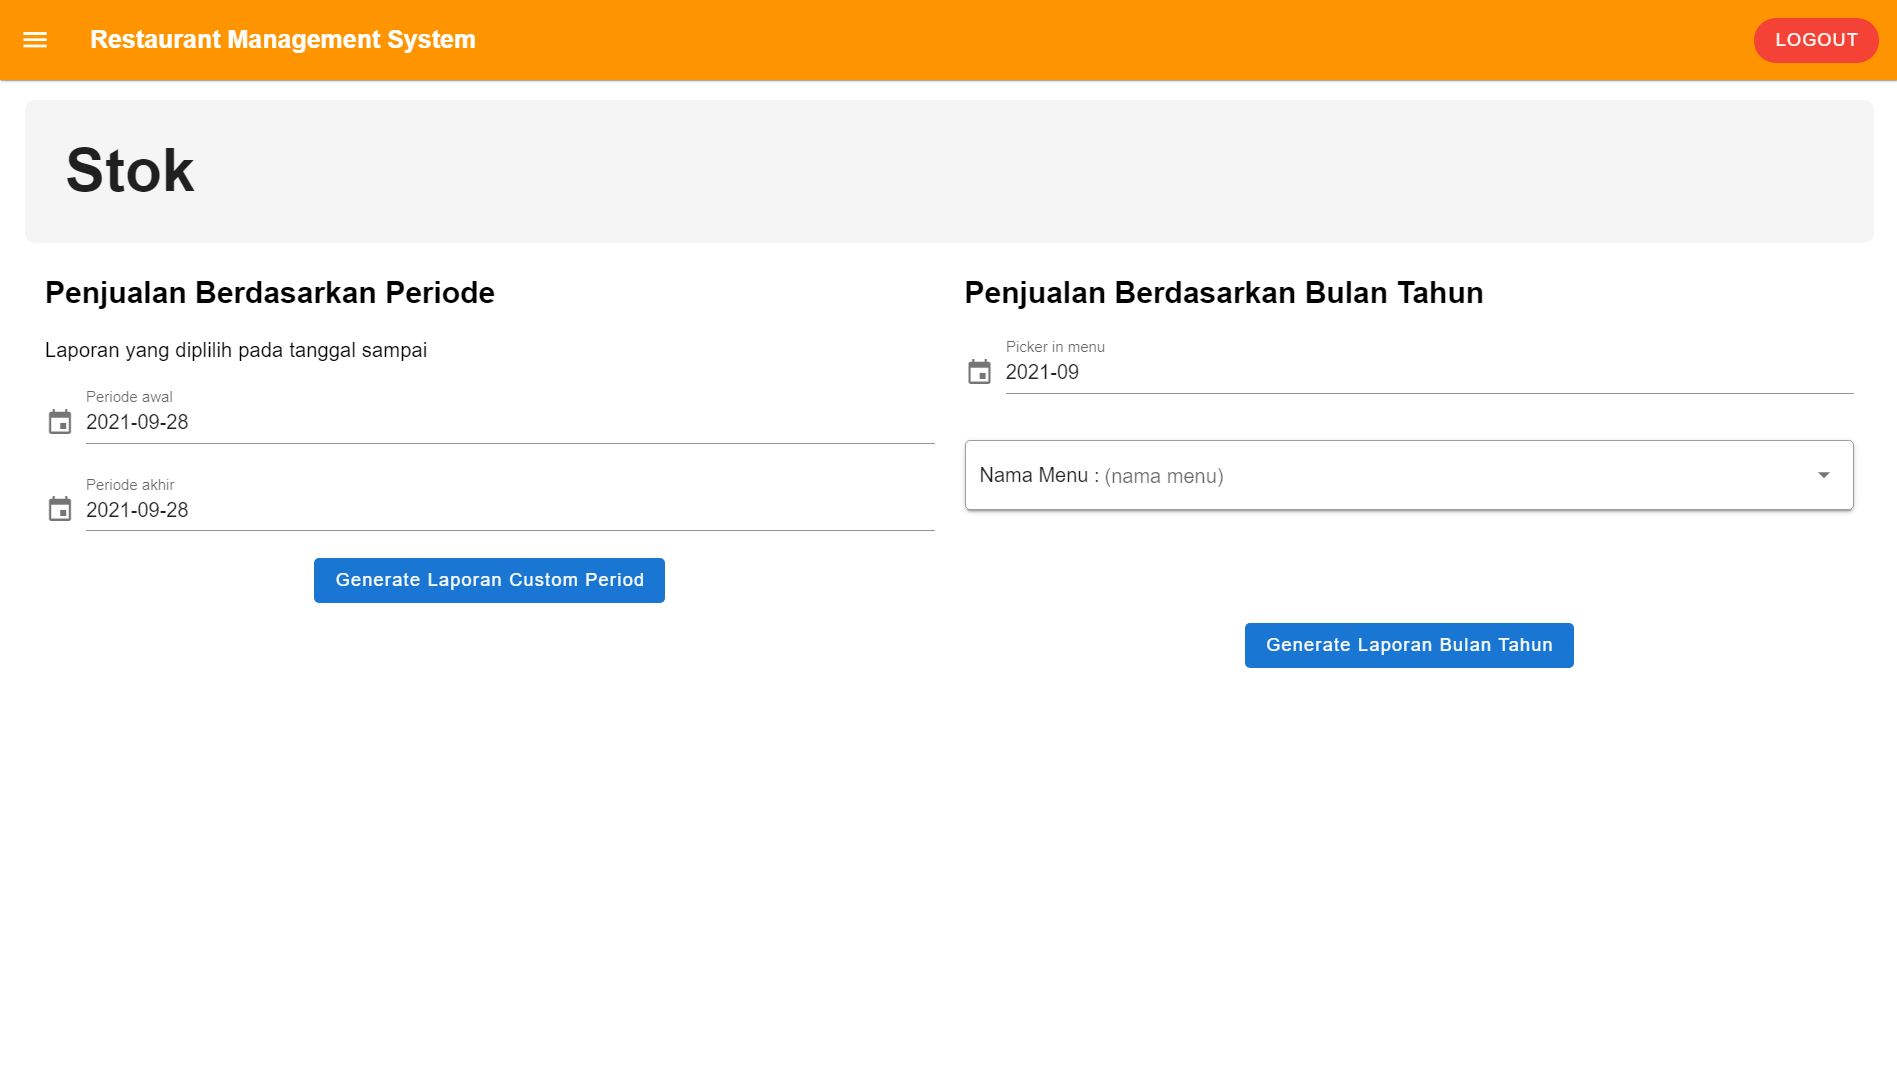 Restaurant Management System
LOGOUT
Stok
Penjualan Berdasarkan Periode
Laporan yang diplilih pada tanggal sampai
Periode awal
2021-09-28
Periode akhir
2021-09-28
Generate Laporan Custom Period
Penjualan Berdasarkan Bulan Tahun
Picker in menu
2021-09
Nama Menu : (nama menu)
Generate Laporan Bulan Tahun